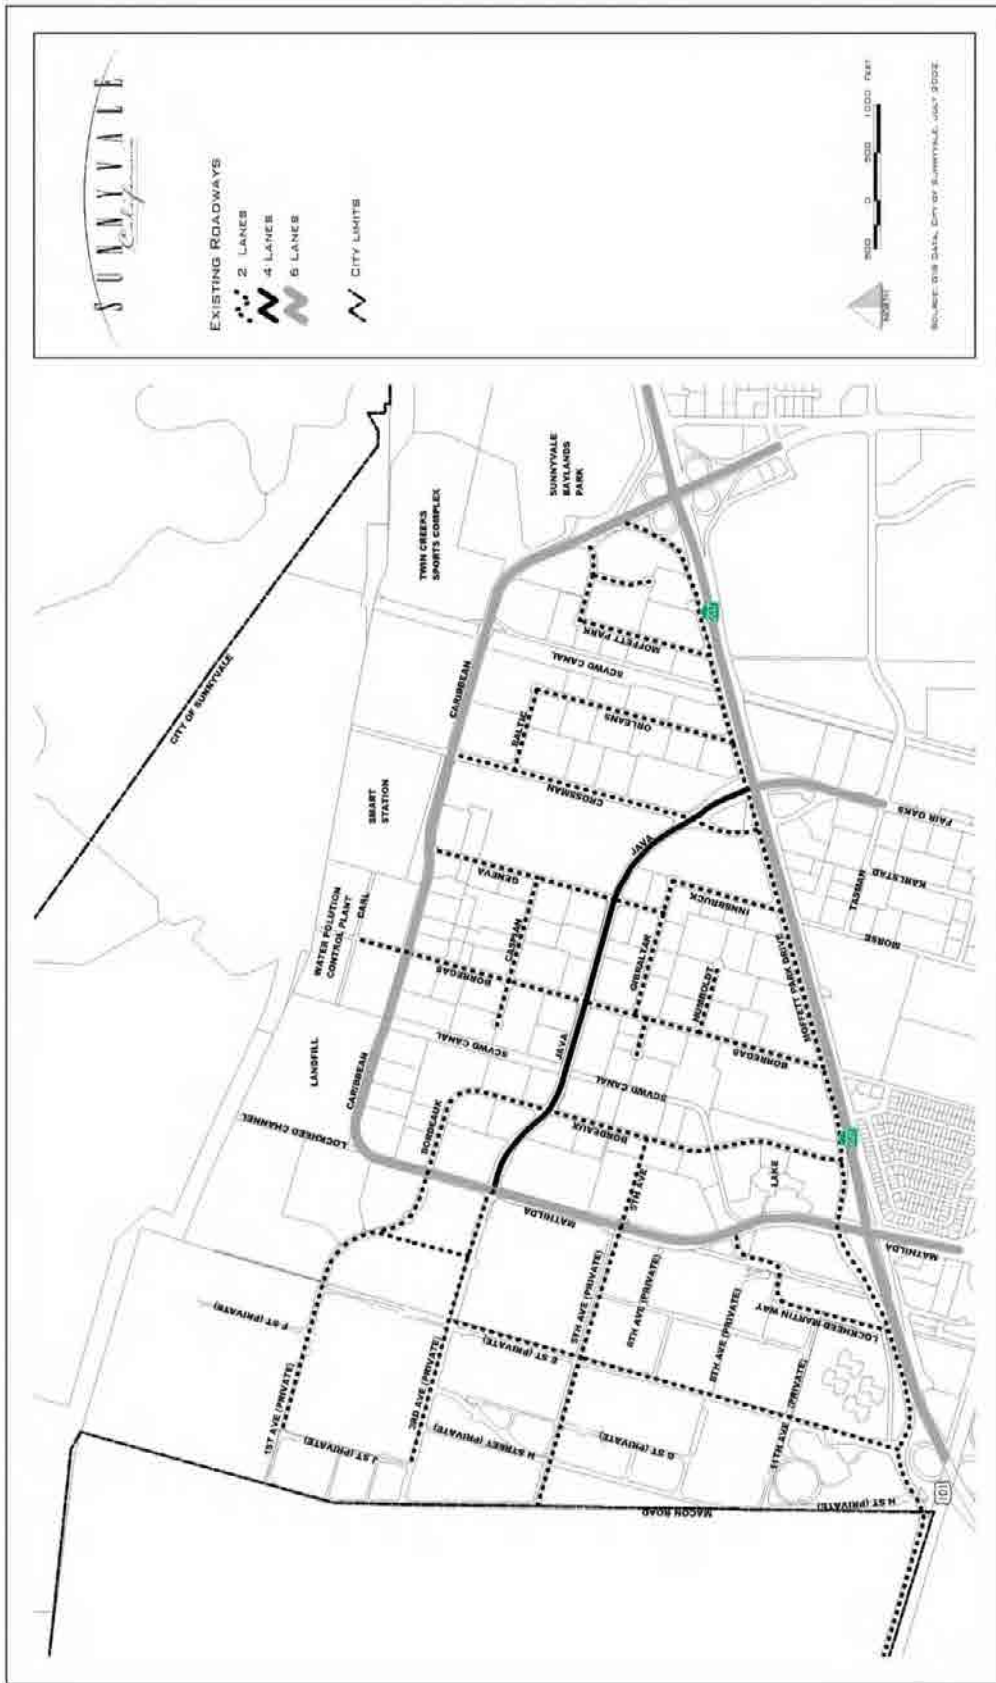 SUNNYVALE
California
EXISTING ROADWAYS
2 LANES
4 LANES
6 LANES
CITY LIMITS
500 0 500 1000 FEET
NORTH
SOURCE: GIS DATA, CITY OF SUNNYVALE, JULY 2002
CITY OF SUNNYVALE
TWIN CREEKS
SPORTS COMPLEX
SUNNYVALE
BAYLANDS
PARK
CARIBBEAN
SMART
STATION
WATER POLUTION
CONTROL PLANT
CARL
LANDFILL
CARIBBEAN
LOCKHEED CHANNEL
MOFFETT PARK
SCVWD CANAL
BALTIC
ORLEANS
CROSSMAN
JAVA
GENEVA
CASPIAN
BORREGAS
GIBRALTAR
INNSBRUCK
HUMBOLDT
MOFFETT PARK DRIVE
FAIR OAKS
TASMAN
KARLSTAD
MORSE
237
SCVWD CANAL
JAVA
SCVWD CANAL
BORREGAS
BORDEAUX
BORDEAUX
5TH AVE
LAKE
MATHILDA
MATHILDA
F ST (PRIVATE)
1ST AVE (PRIVATE)
3RD AVE (PRIVATE)
E ST (PRIVATE)
5TH AVE (PRIVATE)
6TH AVE (PRIVATE)
8TH AVE (PRIVATE)
LOCKHEED MARTIN WAY
11TH AVE (PRIVATE)
J ST (PRIVATE)
H STREET (PRIVATE)
G ST (PRIVATE)
H ST (PRIVATE)
MACON ROAD
101